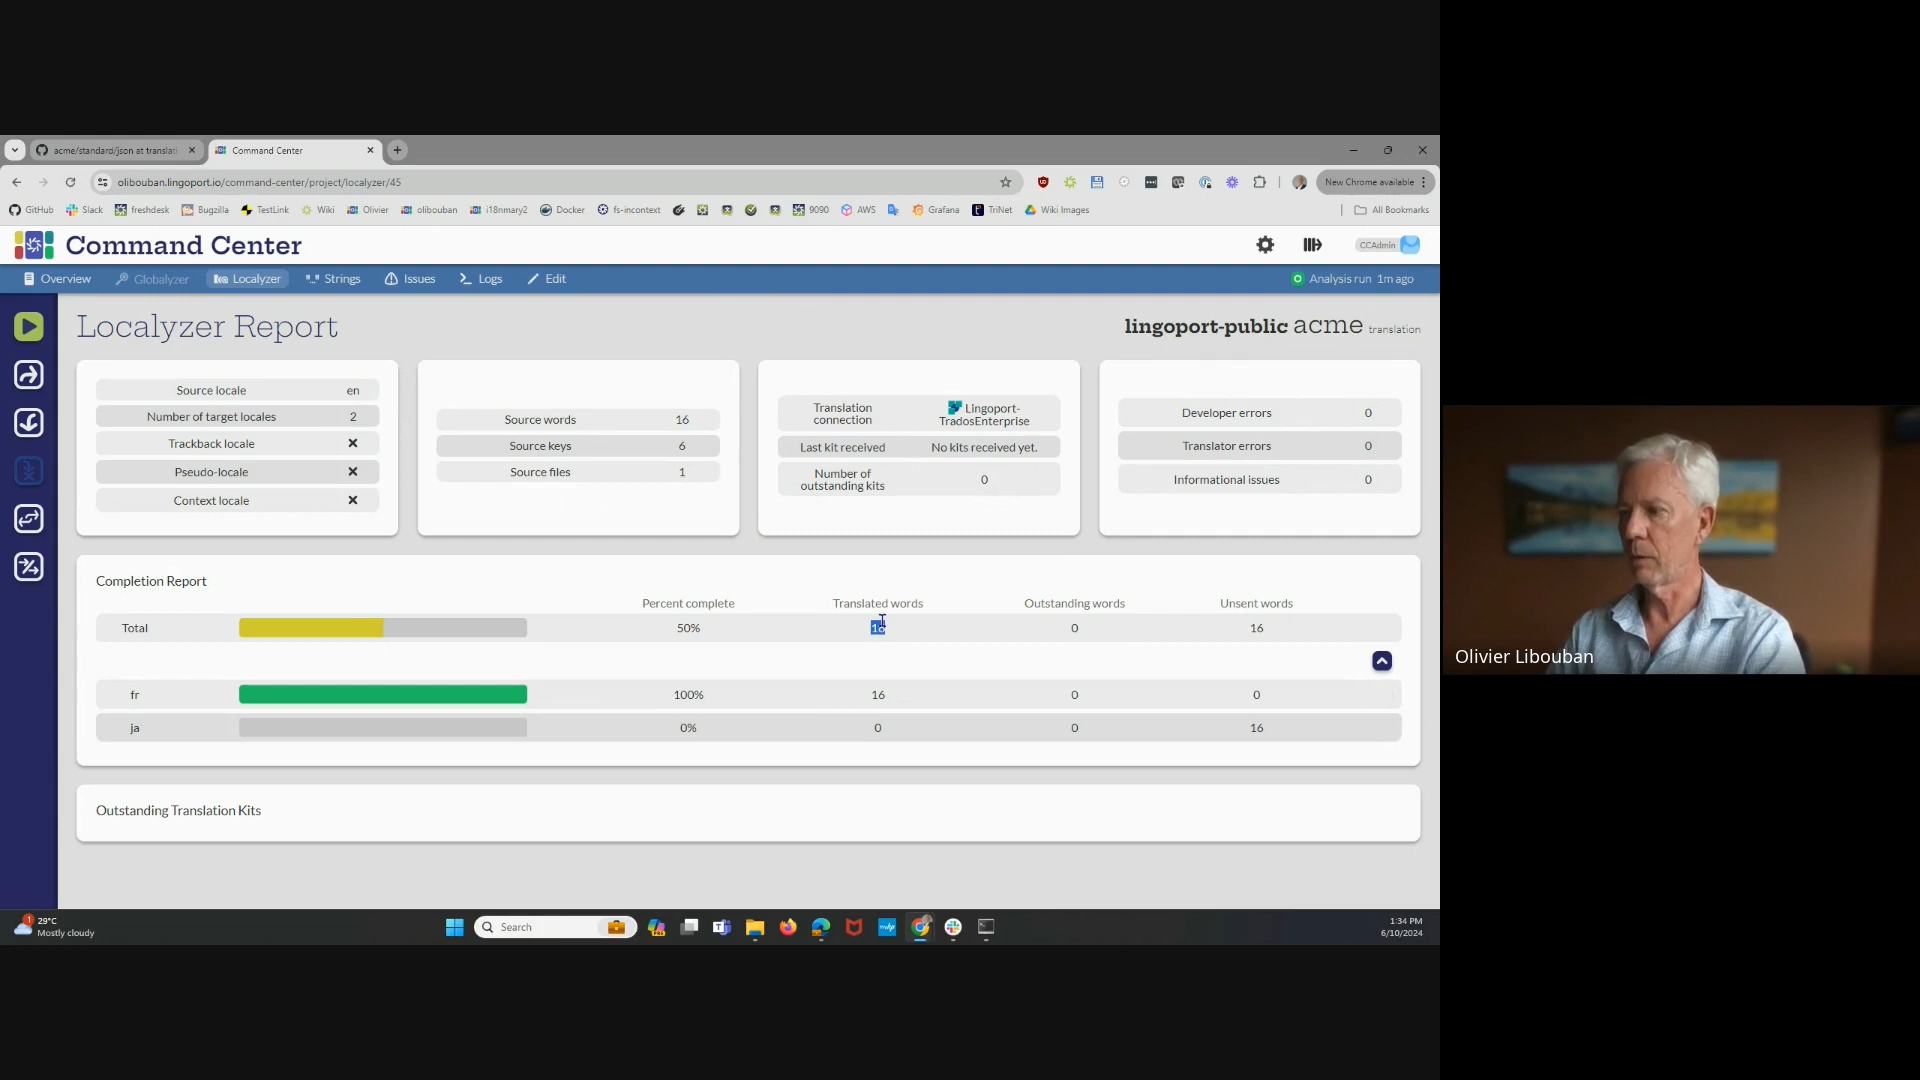 acme/standard/json at translati
Command Center
olibouban.lingoport.io/command-center/project/localyzer/45
New Chrome available
GitHub
Slack
freshdesk
Bugzilla
TestLink
Wiki
Olivier
olibouban
i18nmary2
Docker
fs-incontext
9090
AWS
Grafana
TriNet
Wiki Images
All Bookmarks
Command Center
CCAdmin
Overview
Globalyzer
Localyzer
Strings
Issues
Logs
Edit
Analysis run 1m ago
Localyzer Report
lingoport-public acme translation
Source locale en
Number of target locales 2
Trackback locale
Pseudo-locale
Context locale
Source words 16
Source keys 6
Source files 1
Translation connection
Lingoport-TradosEnterprise
Last kit received No kits received yet.
Number of outstanding kits 0
Developer errors 0
Translator errors 0
Informational issues 0
Completion Report
Percent complete Translated words Outstanding words Unsent words
Total 50% 16 0 16
fr 100% 16 0 0
ja 0% 0 0 16
Outstanding Translation Kits
Olivier Libouban
1
29°C
Mostly cloudy
Search
1:34 PM
6/10/2024